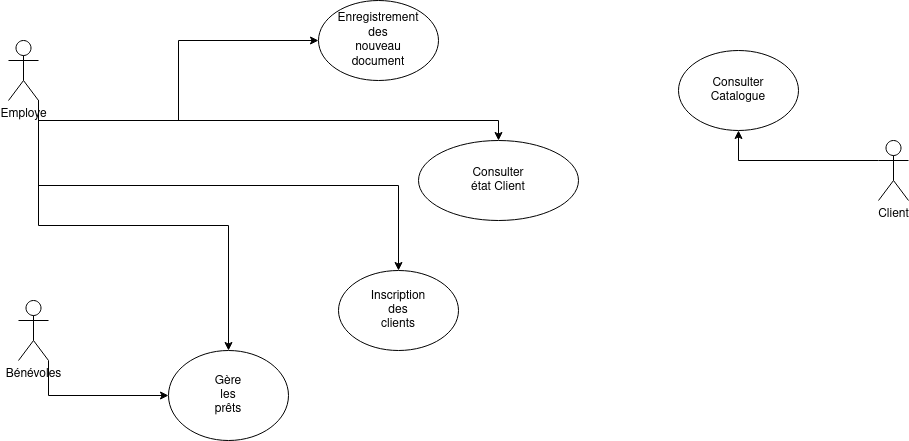 Enregistrement
des
nouveau
document
Employe
Consulter
Catalogue
Consulter
état Client
Client
Inscription
des
clients
Bénévoles
Gère
les
prêts